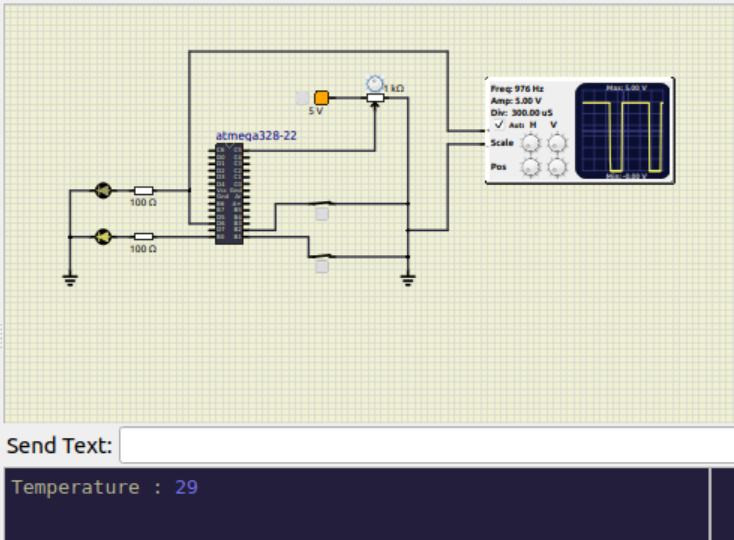 1 kΩ
5 V
atmega328-22
100 Ω
100 Ω
Freq: 976 Hz
Amp: 5.00 V
Div: 300.00 uS
Auto H V
Scale
Pos
Max: 5.00 V
Min: -0.00 V
Send Text:
Temperature : 29